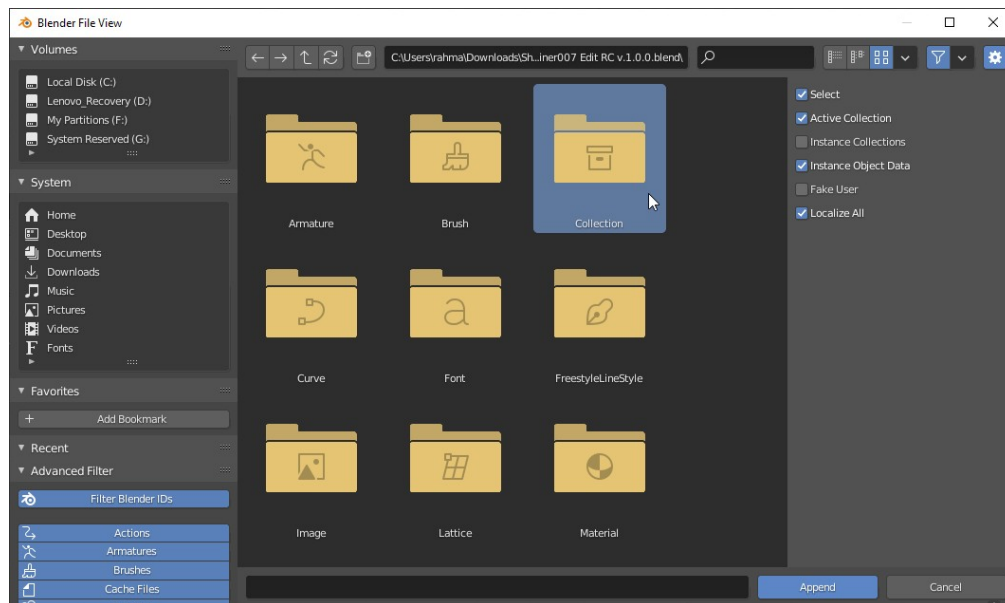 Blender File View
Volumes
Local Disk (C:)
Lenovo_Recovery (D:)
My Partitions (F:)
System Reserved (G:)
System
Home
Desktop
Documents
Downloads
Music
Pictures
Videos
Fonts
Favorites
Add Bookmark
Recent
Advanced Filter
Filter Blender IDs
Actions
Armatures
Brushes
Cache Files
C:\Users\rahma\Downloads\Sh...iner007 Edit RC v.1.0.0.blend\
Armature
Brush
Collection
Curve
Font
FreestyleLineStyle
Image
Lattice
Material
Select
Active Collection
Instance Collections
Instance Object Data
Fake User
Localize All
Append
Cancel